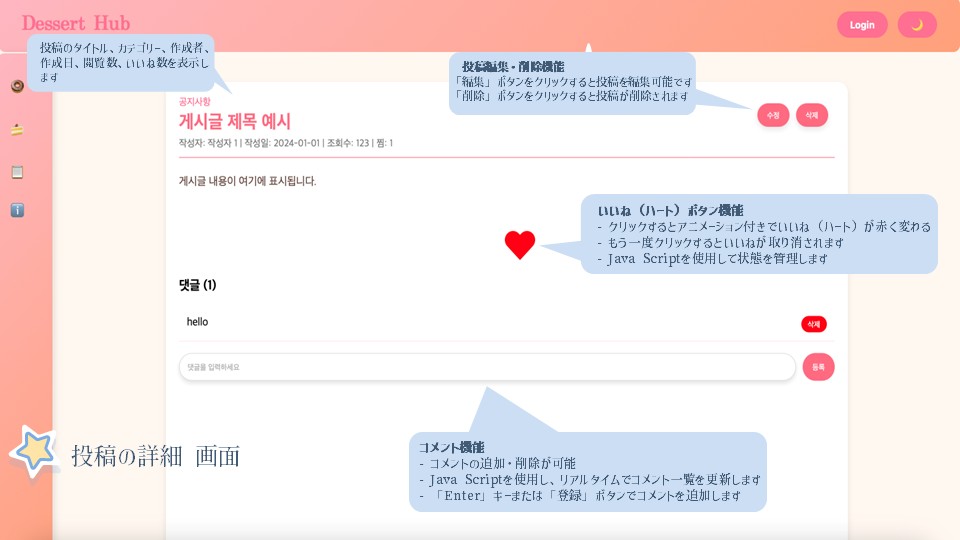 Dessert Hub
Login
投稿のタイトル、カテゴリー、作成者、
作成日、閲覧数、いいね数を表示し
ます
投稿編集・削除機能
「編集」ボタンをクリックすると投稿を編集可能です
「削除」ボタンをクリックすると投稿が削除されます
공지사항
게시글 제목 예시
수정
삭제
작성자: 작성자 1 | 작성일: 2024-01-01 | 조회수: 123 | 찜: 1
게시글 내용이 여기에 표시됩니다.
いいね（ハート）ボタン機能
- クリックするとアニメーション付きでいいね（ハート）が赤く変わる
- もう一度クリックするといいねが取り消されます
- Java Scriptを使用して状態を管理します
댓글 (1)
hello
삭제
댓글을 입력하세요
등록
コメント機能
- コメントの追加・削除が可能
- Java Scriptを使用し、リアルタイムでコメント一覧を更新します
- 「Enter」キーまたは「登録」ボタンでコメントを追加します
投稿の詳細 画面